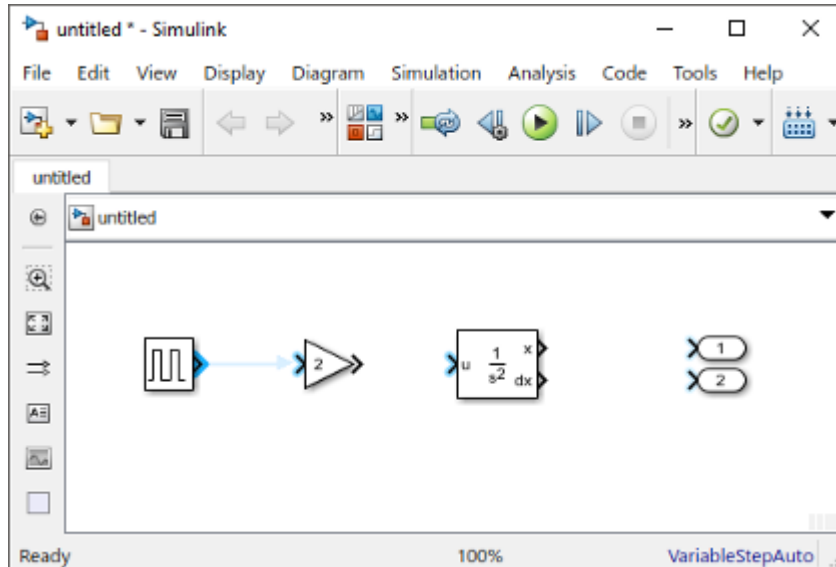 untitled * - Simulink
File Edit View Display Diagram Simulation Analysis Code Tools Help
untitled
untitled
2
u 1 s² x dx
1
2
Ready 100% VariableStepAuto